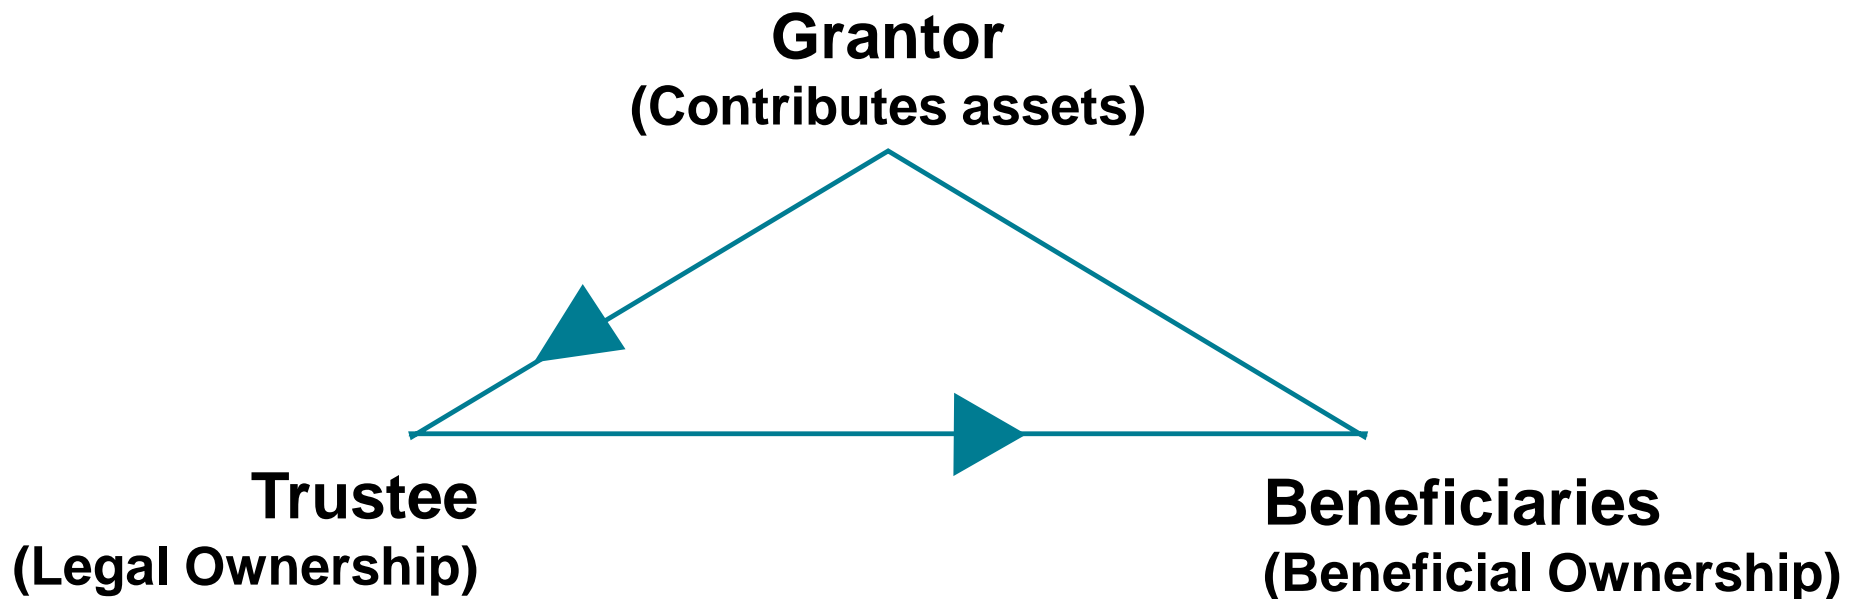 Grantor
(Contributes assets)
Trustee
(Legal Ownership)
Beneficiaries
(Beneficial Ownership)